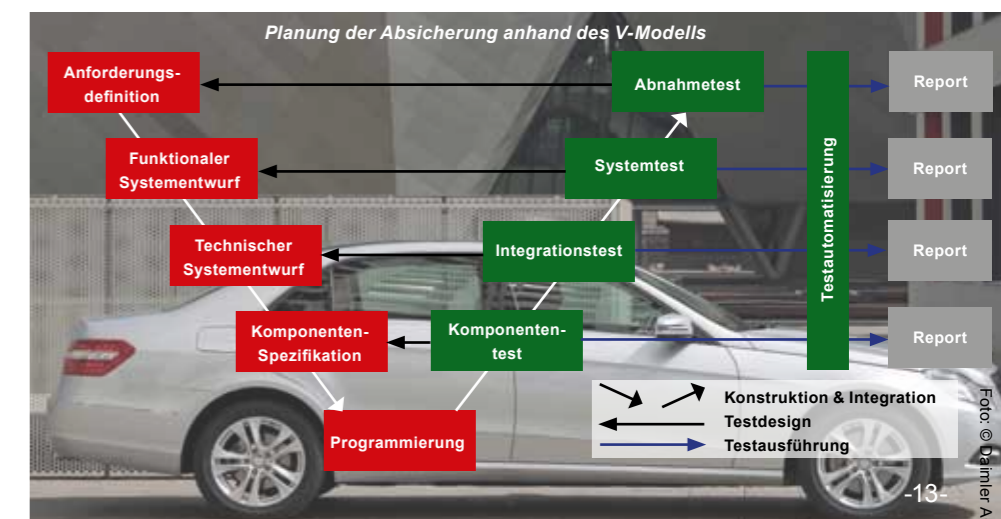 Planung der Absicherung anhand des V-Modells
Anforderungs-
definition
Abnahmetest
Report
Funktionaler
Systementwurf
Systemtest
Report
Technischer
Systementwurf
Integrationstest
Report
Komponenten-
Spezifikation
Komponenten-
test
Report
Testautomatisierung
Programmierung
Konstruktion & Integration
Testdesign
Testausführung
Foto: © Daimler A
-13-